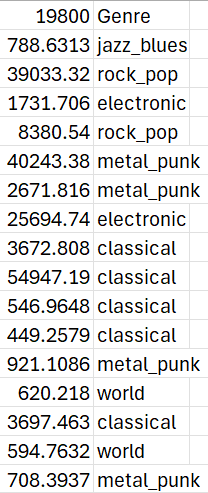 19800 Genre
788.6313 jazz_blues
39033.32 rock_pop
1731.706 electronic
8380.54 rock_pop
40243.38 metal_punk
2671.816 metal_punk
25694.74 electronic
3672.808 classical
54947.19 classical
546.9648 classical
449.2579 classical
921.1086 metal_punk
620.218 world
3697.463 classical
594.7632 world
708.3937 metal_punk